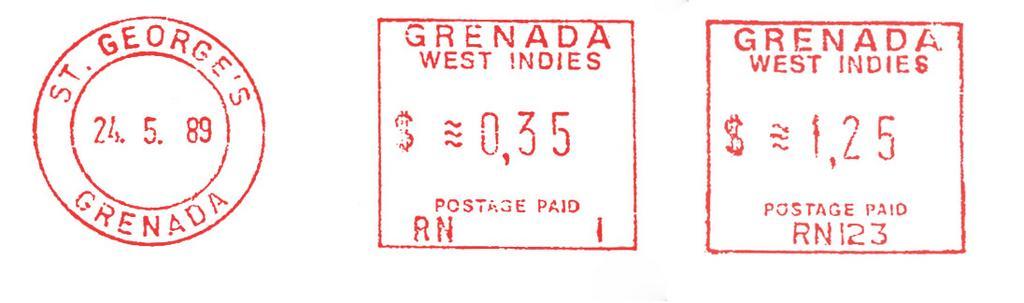 ST. GEORGE'S
24. 5. 89
GRENADA
GRENADA
WEST INDIES
$ ≈ 0,35
POSTAGE PAID
RN 1
GRENADA
WEST INDIES
$ ≈ 1,25
POSTAGE PAID
RN123